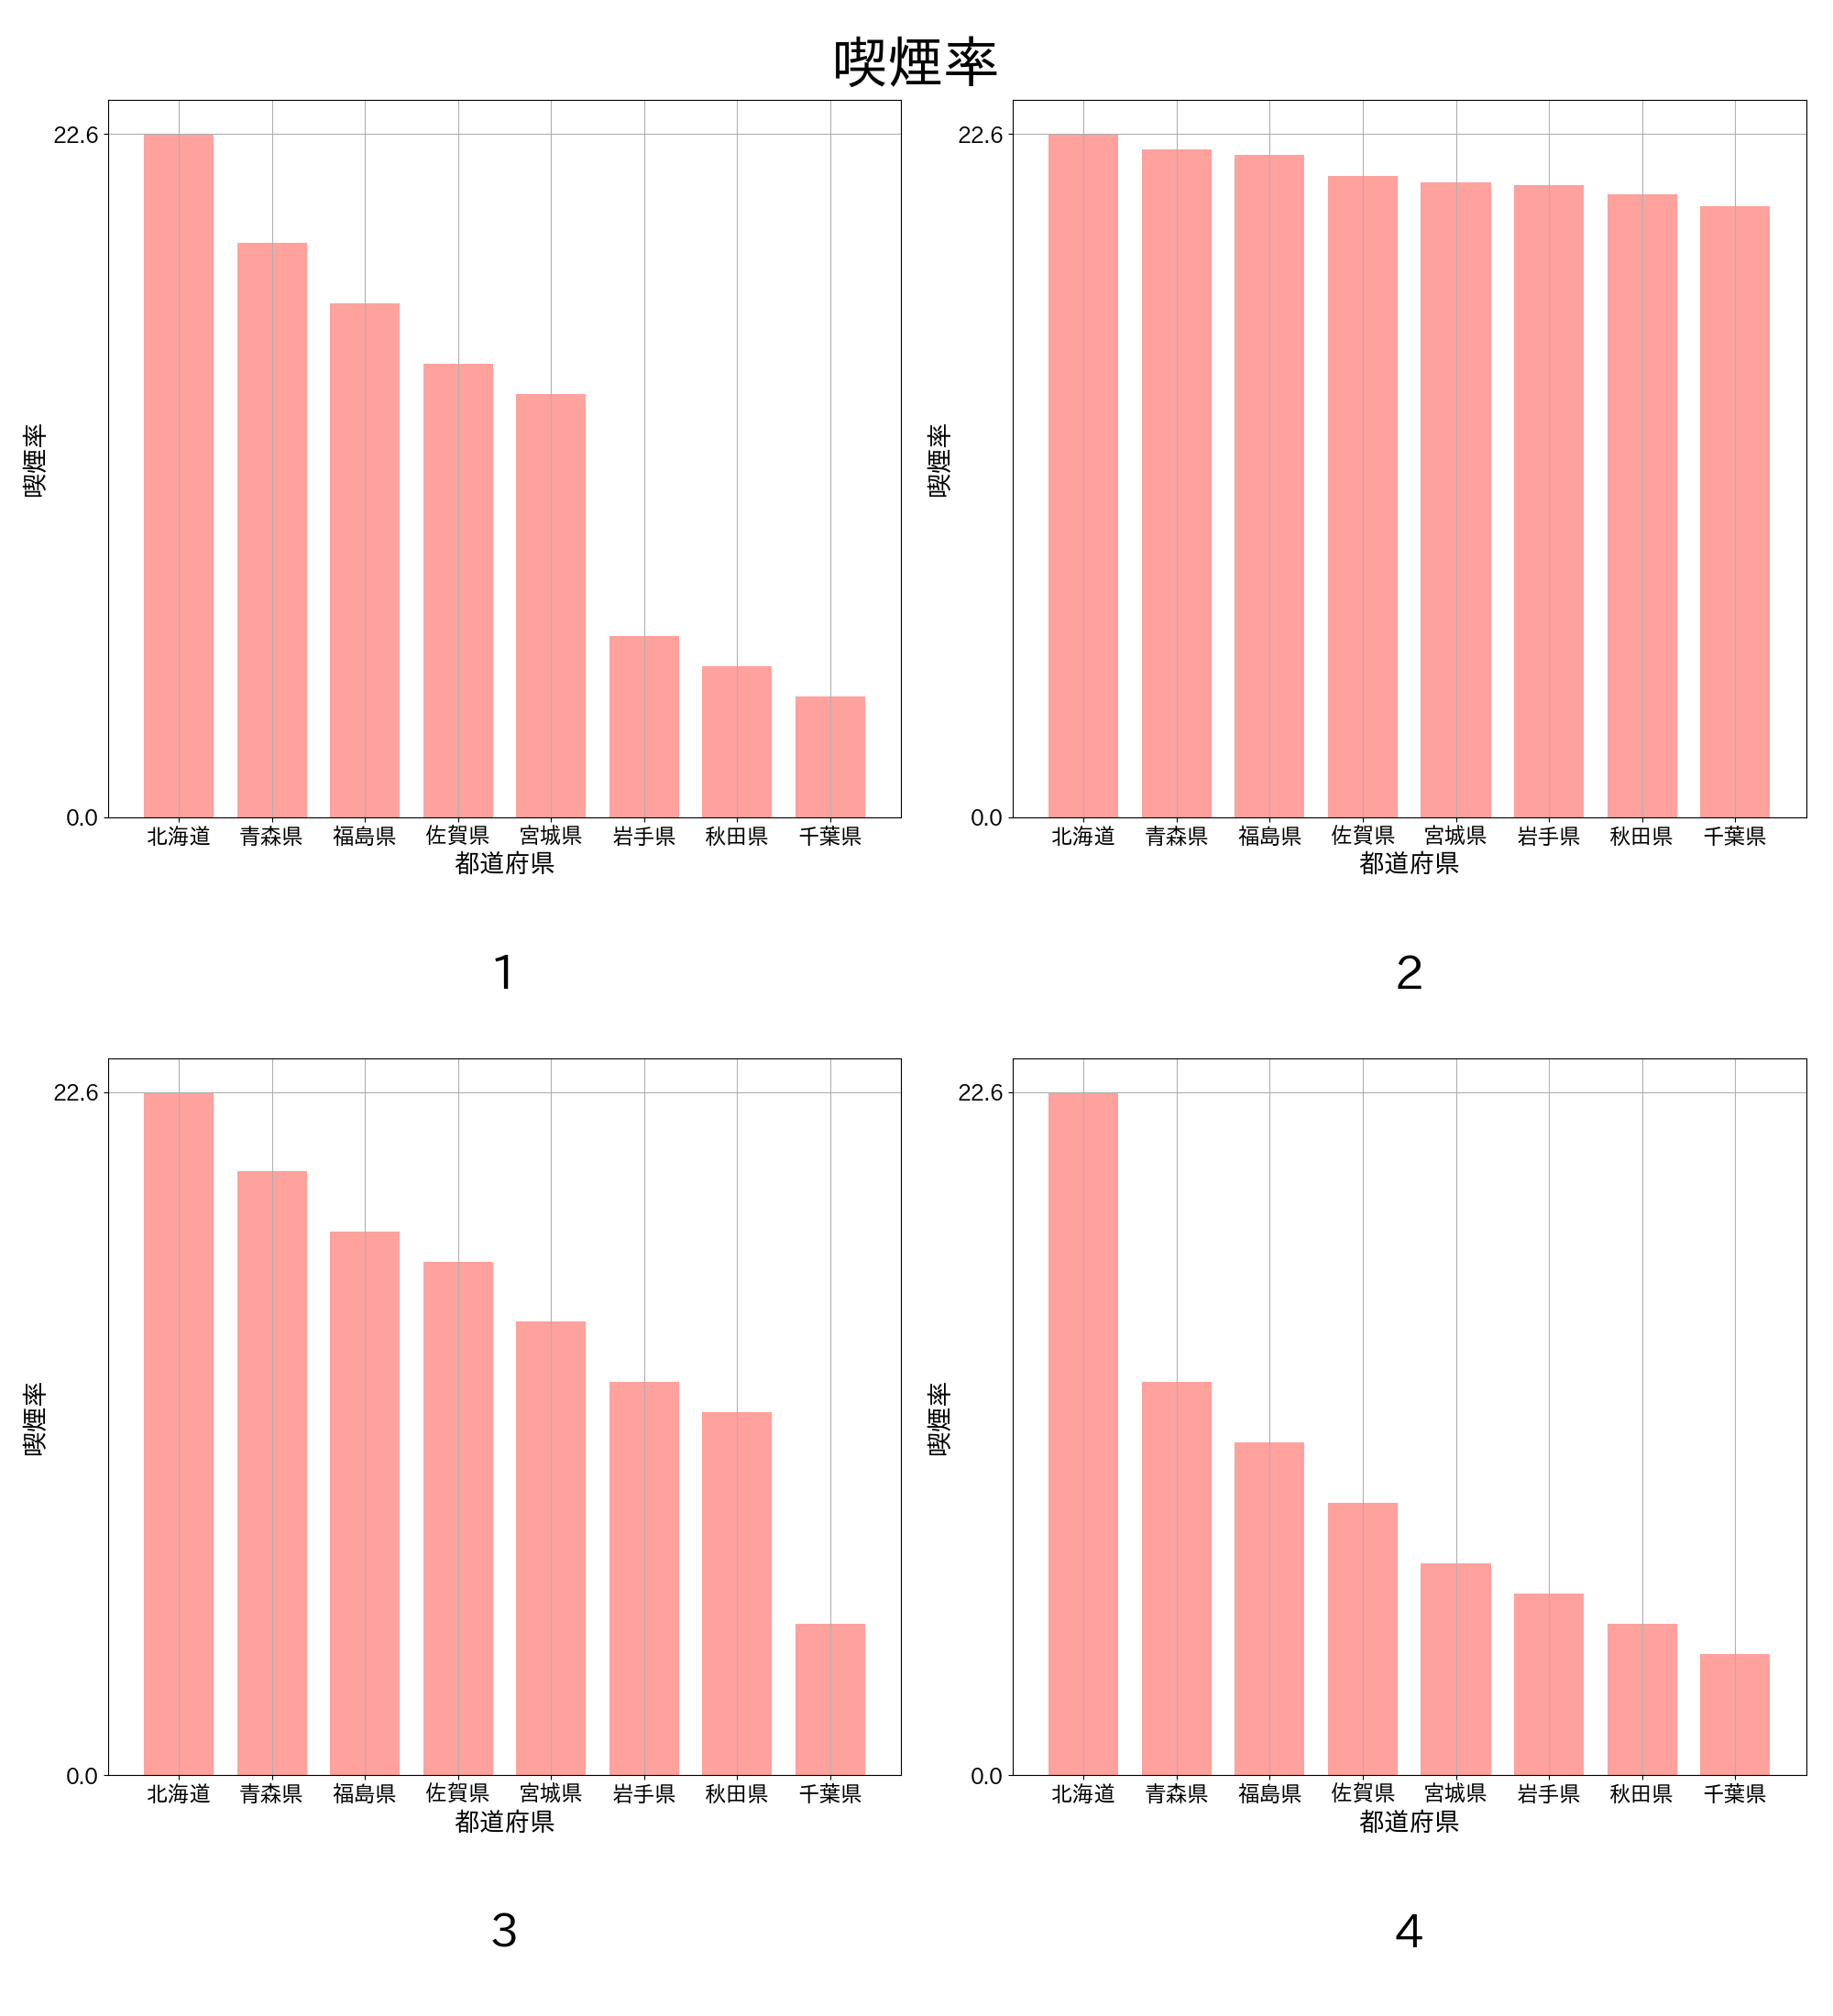 喫煙率
22.6
0.0
喫煙率
北海道 青森県 福島県 佐賀県 宮城県 岩手県 秋田県 千葉県
都道府県
1
22.6
0.0
喫煙率
北海道 青森県 福島県 佐賀県 宮城県 岩手県 秋田県 千葉県
都道府県
2
22.6
0.0
喫煙率
北海道 青森県 福島県 佐賀県 宮城県 岩手県 秋田県 千葉県
都道府県
3
22.6
0.0
喫煙率
北海道 青森県 福島県 佐賀県 宮城県 岩手県 秋田県 千葉県
都道府県
4